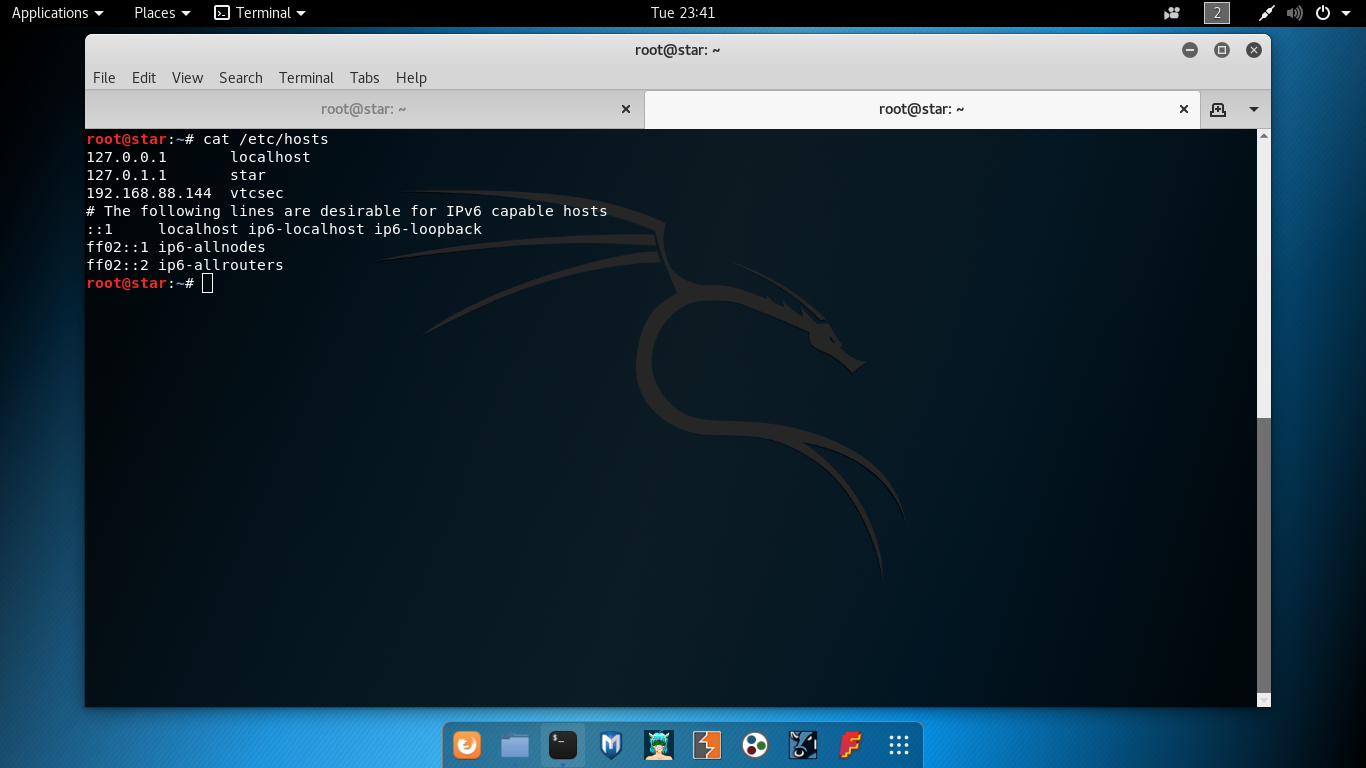 Applications Places Terminal Tue 23:41 2
root@star: ~
File Edit View Search Terminal Tabs Help
root@star: ~ root@star: ~
root@star:~# cat /etc/hosts
127.0.0.1       localhost
127.0.1.1       star
192.168.88.144  vtcsec
# The following lines are desirable for IPv6 capable hosts
::1     localhost ip6-localhost ip6-loopback
ff02::1 ip6-allnodes
ff02::2 ip6-allrouters
root@star:~#
$_